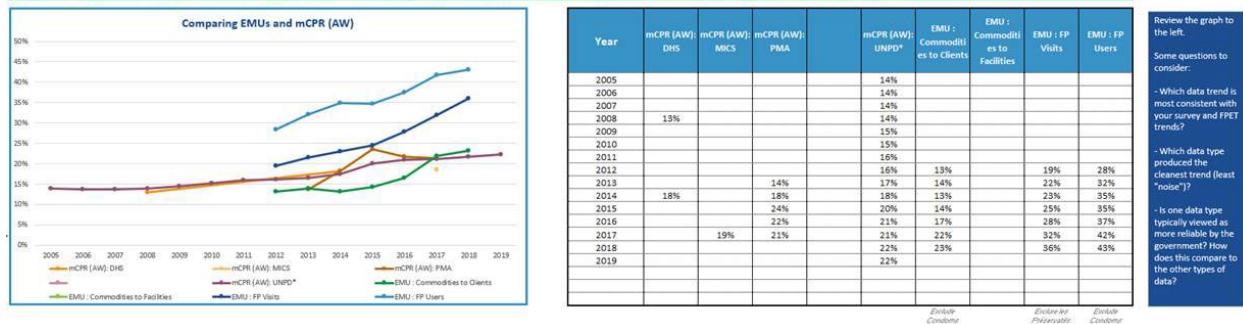 Comparing EMUs and mCPR (AW)
50%
45%
40%
35%
30%
25%
20%
15%
10%
5%
0%
2005 2006 2007 2008 2009 2010 2011 2012 2013 2014 2015 2016 2017 2018 2019
mCPR (AW): DHS mCPR (AW): MICS mCPR (AW): PMA
mCPR (AW): UNPD* EMU : Commodities to Clients
EMU : Commodities to Facilities EMU : FP Visits EMU : FP Users
Year mCPR (AW): DHS mCPR (AW): MICS mCPR (AW): PMA mCPR (AW): UNPD* EMU : Commoditi es to Clients EMU : Commoditi es to Facilities EMU : FP Visits EMU : FP Users
2005 14%
2006 14%
2007 14%
2008 13% 14%
2009 15%
2010 15%
2011 16%
2012 16% 13% 19% 28%
2013 14% 17% 14% 22% 32%
2014 18% 18% 18% 13% 23% 35%
2015 24% 20% 14% 25% 35%
2016 22% 21% 17% 28% 37%
2017 19% 21% 21% 22% 32% 42%
2018 22% 23% 36% 43%
2019 22%
Exclude Condoms Exclure les Préservatifs Exclude Condoms
Review the graph to
the left.
Some questions to
consider:
- Which data trend is
most consistent with
your survey and FPET
trends?
- Which data type
produced the
cleanest trend (least
"noise")?
- Is one data type
typically viewed as
more reliable by the
government? How
does this compare to
the other types of
data?